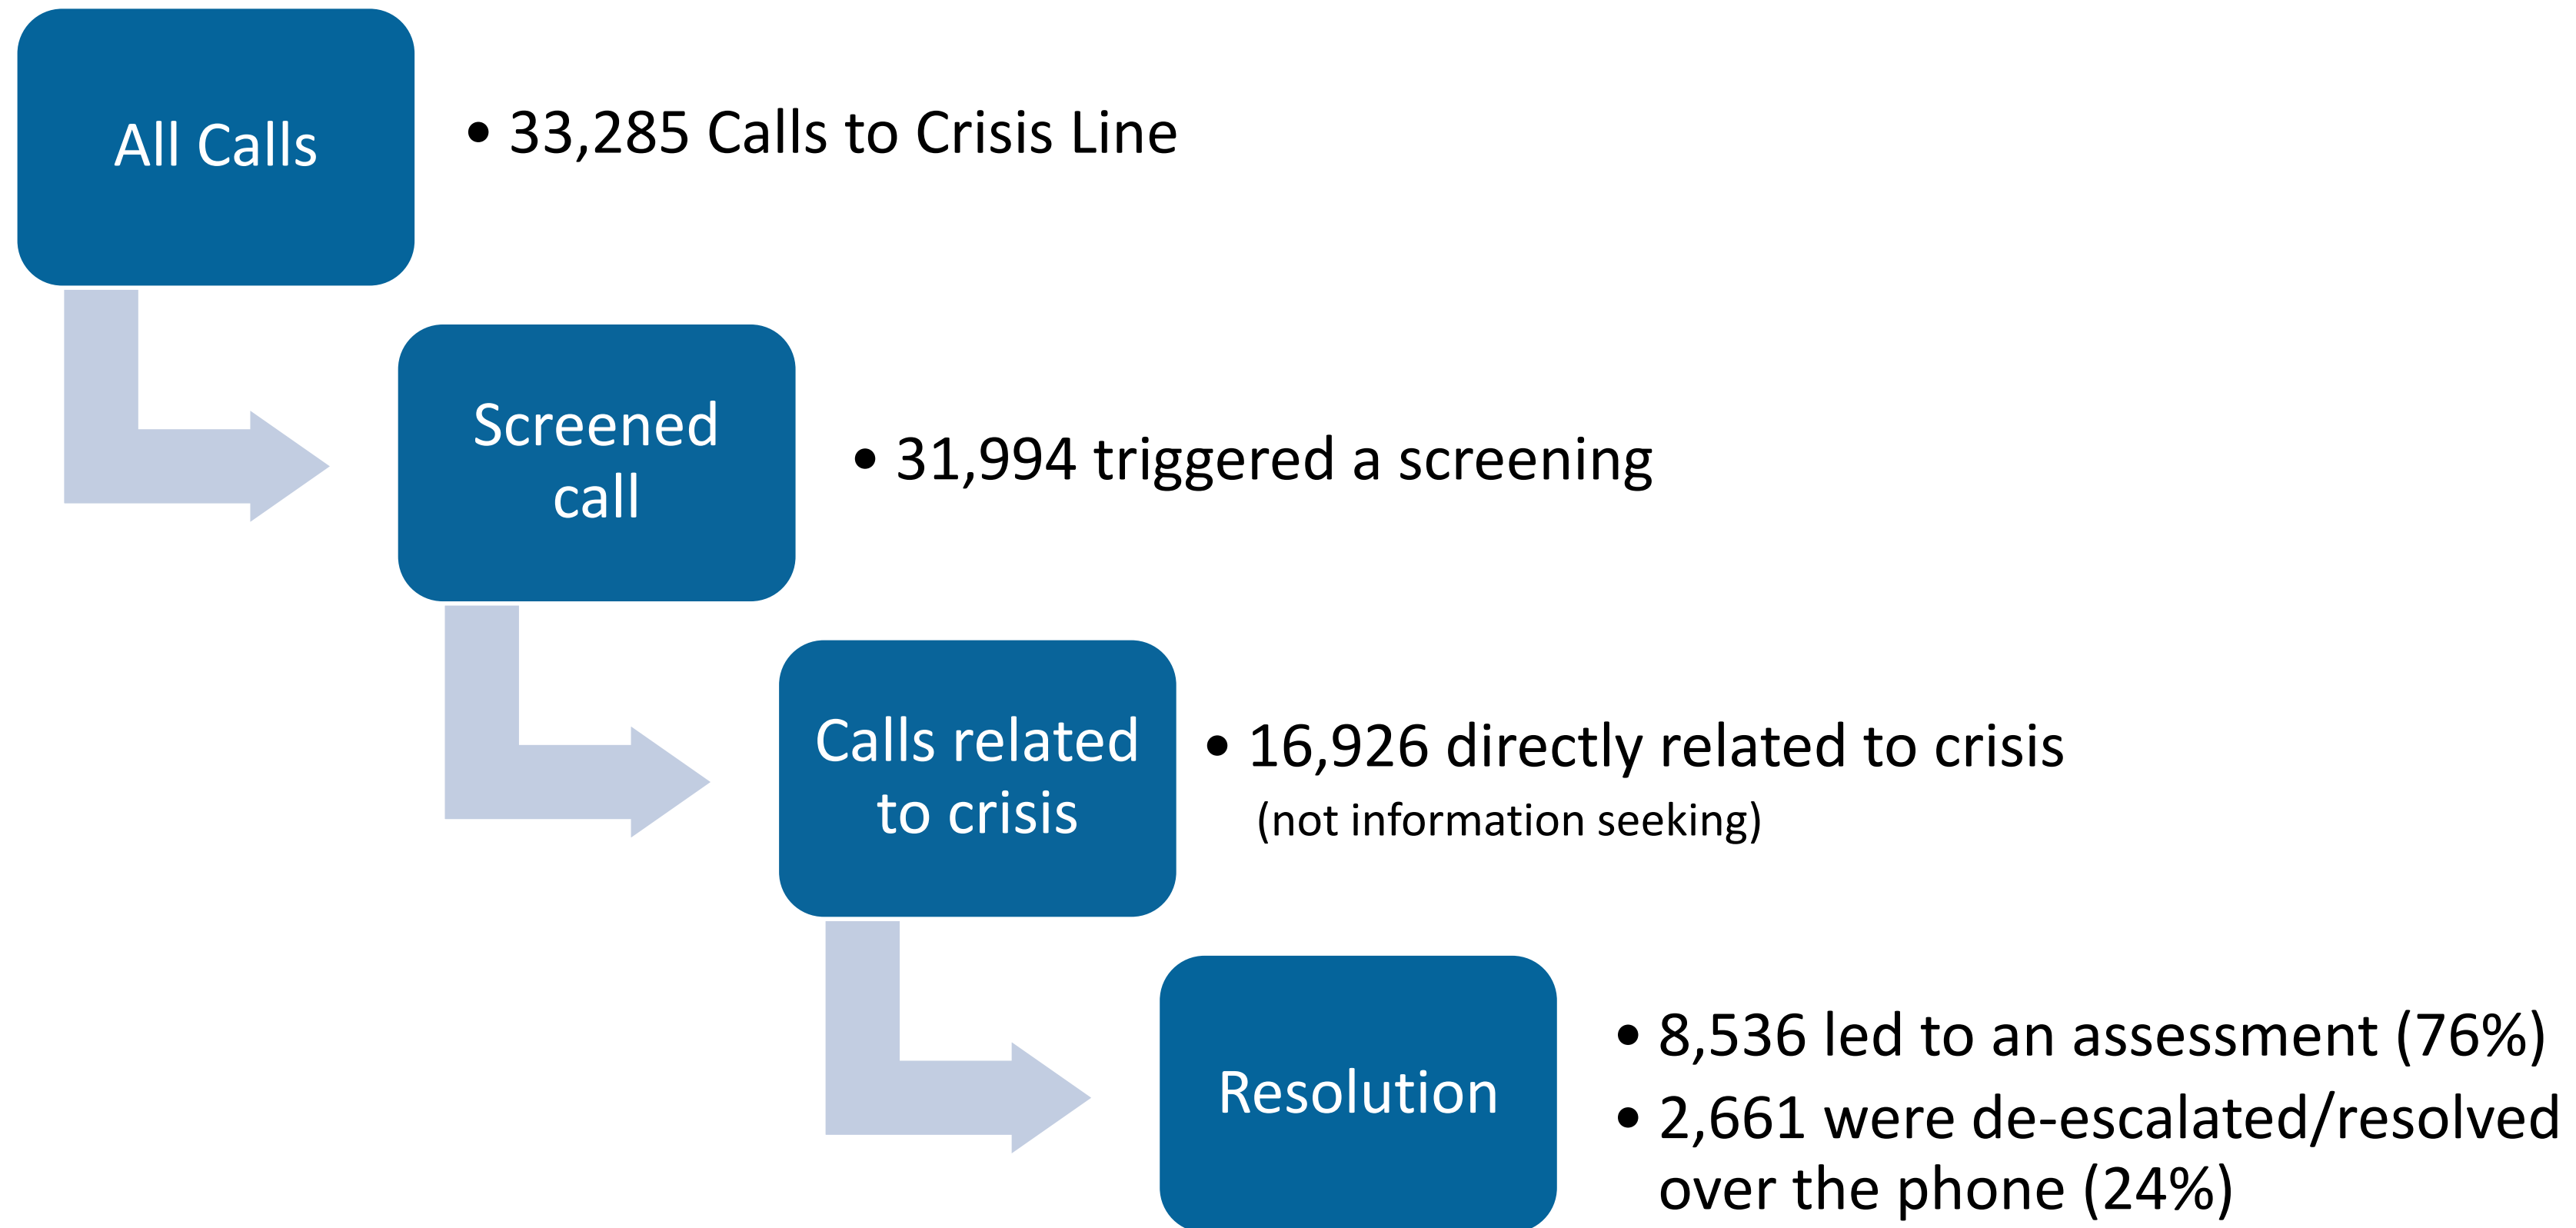 All Calls
• 33,285 Calls to Crisis Line
Screened
call
• 31,994 triggered a screening
Calls related
to crisis
• 16,926 directly related to crisis
(not information seeking)
Resolution
• 8,536 led to an assessment (76%)
• 2,661 were de-escalated/resolved
over the phone (24%)